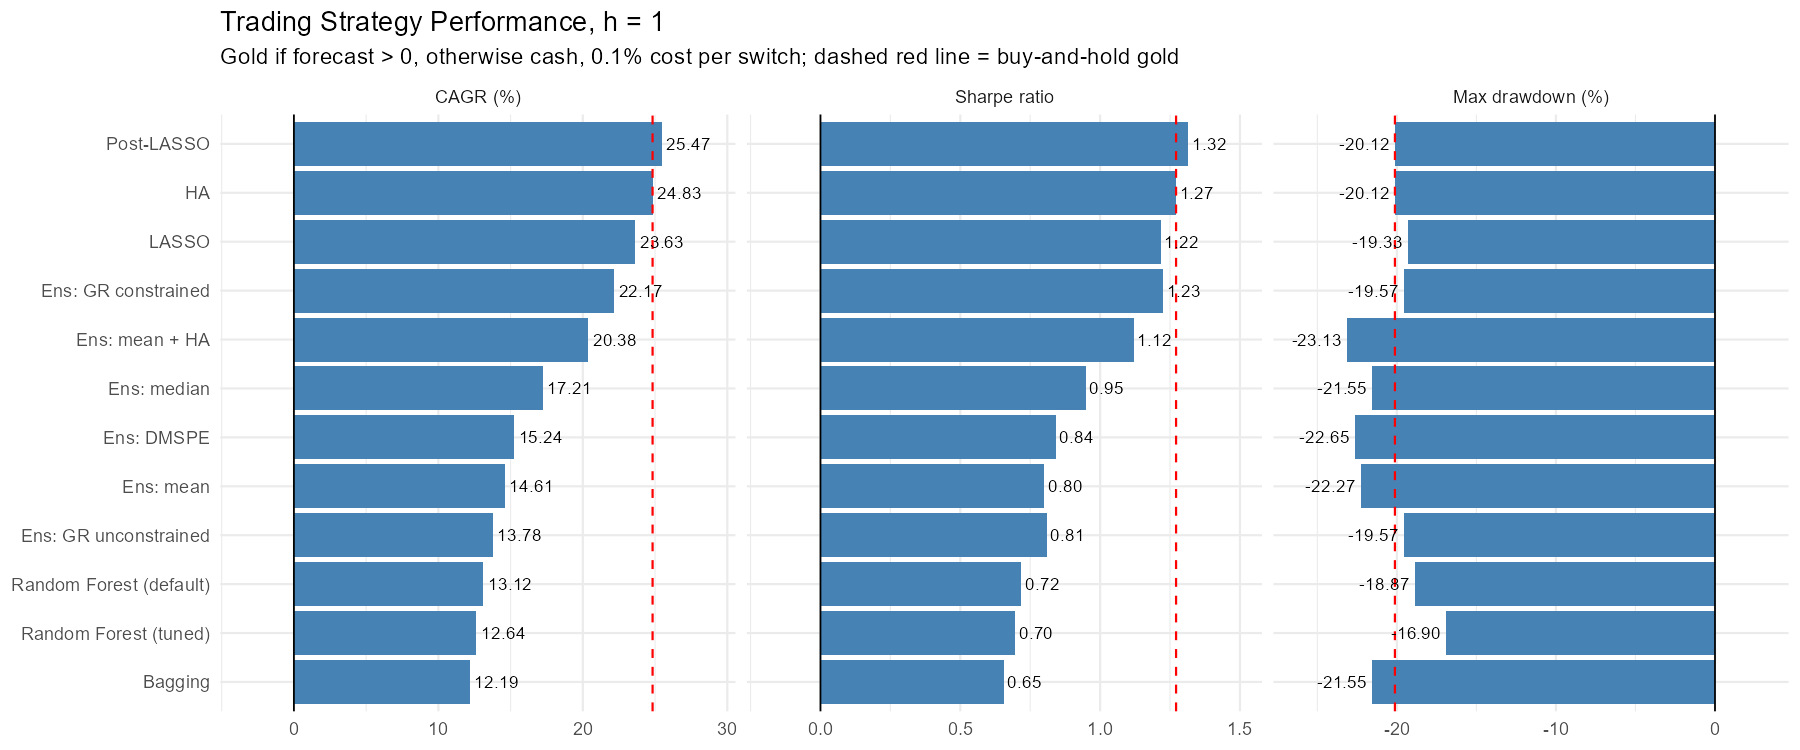 Trading Strategy Performance, h = 1
Gold if forecast > 0, otherwise cash, 0.1% cost per switch; dashed red line = buy-and-hold gold
CAGR (%) Sharpe ratio Max drawdown (%)
Post-LASSO 25.47 1.32 -20.12
HA 24.83 1.27 -20.12
LASSO 23.63 1.22 -19.33
Ens: GR constrained 22.17 1.23 -19.57
Ens: mean + HA 20.38 1.12 -23.13
Ens: median 17.21 0.95 -21.55
Ens: DMSPE 15.24 0.84 -22.65
Ens: mean 14.61 0.80 -22.27
Ens: GR unconstrained 13.78 0.81 -19.57
Random Forest (default) 13.12 0.72 -18.87
Random Forest (tuned) 12.64 0.70 -16.90
Bagging 12.19 0.65 -21.55
0 10 20 30 0.0 0.5 1.0 1.5 -20 -10 0